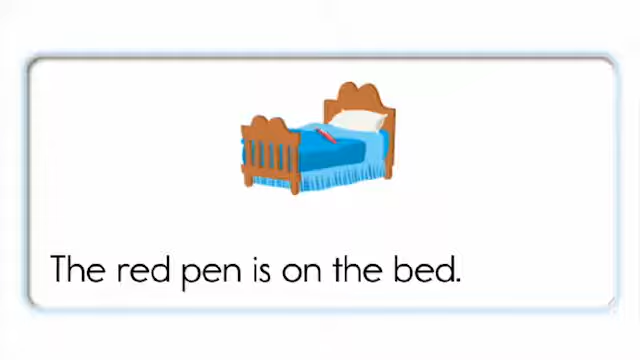 The red pen is on the bed.